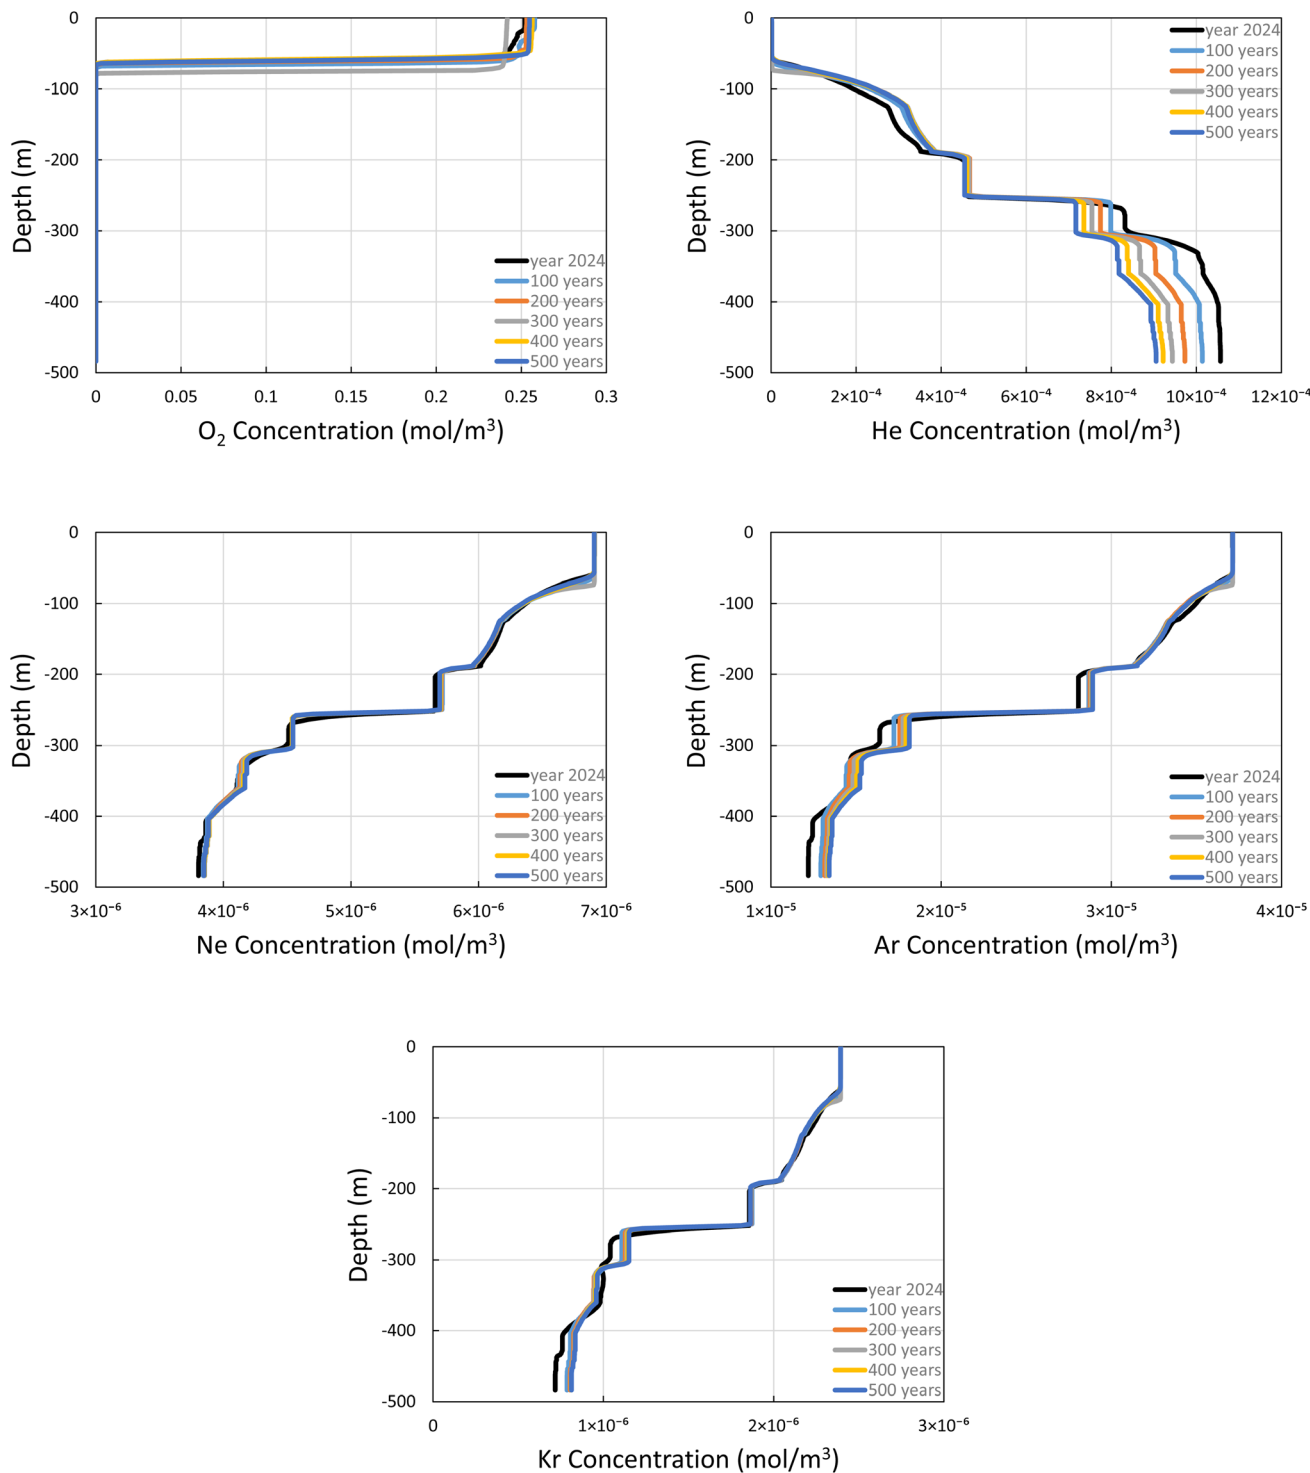 0
-100
-200
-300
-400
-500
Depth (m)
year 2024
100 years
200 years
300 years
400 years
500 years
0 0.05 0.1 0.15 0.2 0.25 0.3
O₂ Concentration (mol/m³)
0
-100
-200
-300
-400
-500
Depth (m)
year 2024
100 years
200 years
300 years
400 years
500 years
0 2×10⁻⁴ 4×10⁻⁴ 6×10⁻⁴ 8×10⁻⁴ 10×10⁻⁴ 12×10⁻⁴
He Concentration (mol/m³)
0
-100
-200
-300
-400
-500
Depth (m)
year 2024
100 years
200 years
300 years
400 years
500 years
3×10⁻⁶ 4×10⁻⁶ 5×10⁻⁶ 6×10⁻⁶ 7×10⁻⁶
Ne Concentration (mol/m³)
0
-100
-200
-300
-400
-500
Depth (m)
year 2024
100 years
200 years
300 years
400 years
500 years
1×10⁻⁵ 2×10⁻⁵ 3×10⁻⁵ 4×10⁻⁵
Ar Concentration (mol/m³)
0
-100
-200
-300
-400
-500
Depth (m)
year 2024
100 years
200 years
300 years
400 years
500 years
0 1×10⁻⁶ 2×10⁻⁶ 3×10⁻⁶
Kr Concentration (mol/m³)